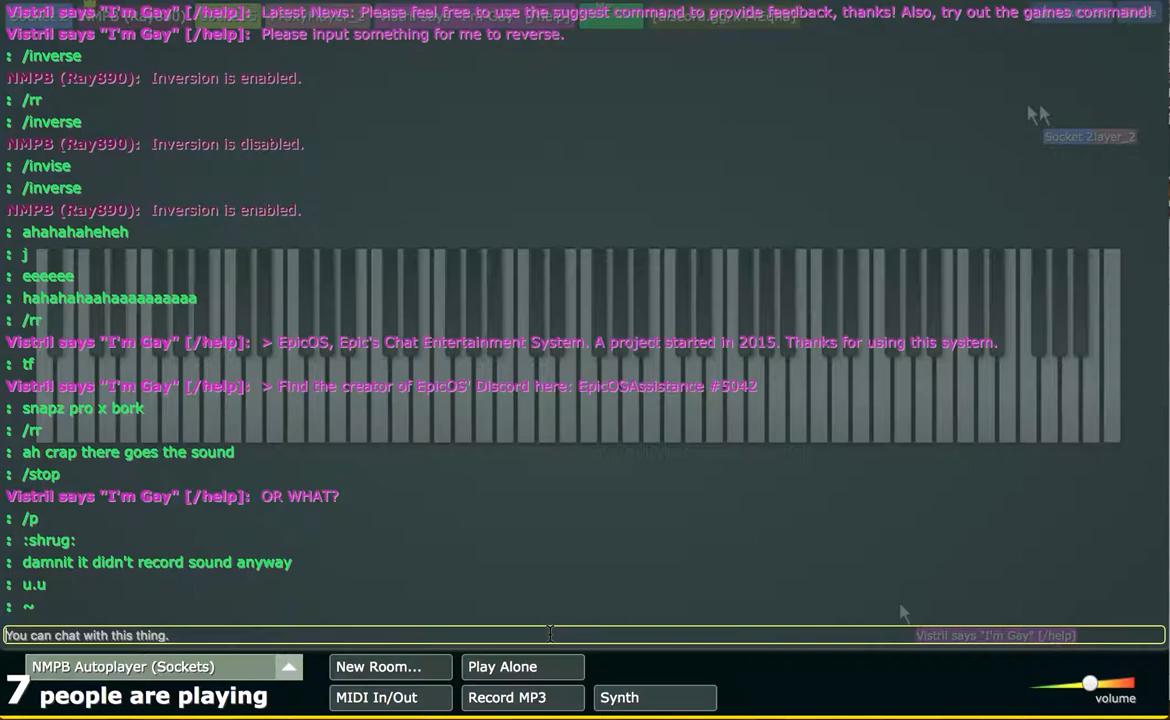 Vistril says "I'm Gay" [/help]: Latest News: Please feel free to use the suggest command to provide feedback, thanks! Also, try out the games command!
Vistril says "I'm Gay" [/help]: Please input something for me to reverse.
: /inverse
NMPB (Ray890): Inversion is enabled.
: /rr
: /inverse
NMPB (Ray890): Inversion is disabled.
Socket 2layer_2
: /invise
: /inverse
NMPB (Ray890): Inversion is enabled.
: ahahahaheheh
: j
: eeeeee
: hahahahaahaaaaaaaaaa
: /rr
Vistril says "I'm Gay" [/help]: > EpicOS, Epic's Chat Entertainment System. A project started in 2015. Thanks for using this system.
: tf
Vistril says "I'm Gay" [/help]: > Find the creator of EpicOS' Discord here: EpicOSAssistance #5042
: snapz pro x bork
: /rr
: ah crap there goes the sound
: /stop
Vistril says "I'm Gay" [/help]: OR WHAT?
: /p
: :shrug:
: damnit it didn't record sound anyway
: u.u
: ~
You can chat with this thing.
Vistril says "I'm Gay" [/help]
NMPB Autoplayer (Sockets)
New Room...
Play Alone
7 people are playing
MIDI In/Out
Record MP3
Synth
volume